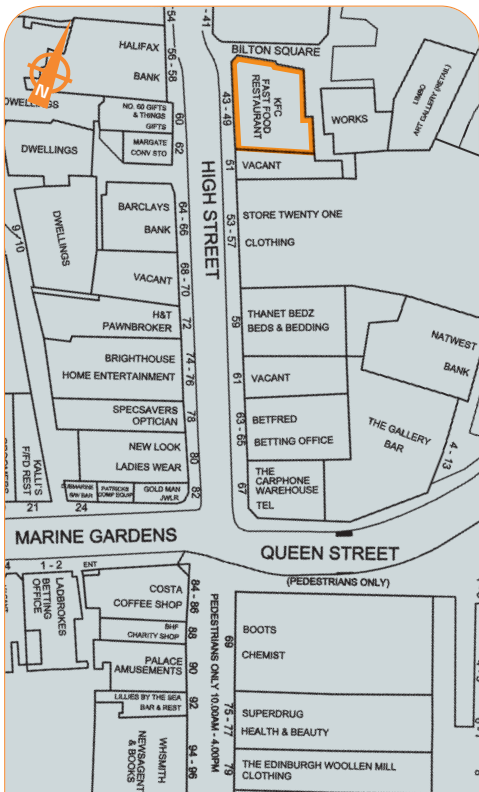 54
56 - 58
- 41
BILTON SQUARE
HALIFAX
BANK
N
DWELLINGS
NO. 60 GIFTS
& THINGS
GIFTS
60
43 - 49
KFC
FAST FOOD
RESTAURANT
WORKS
LIMBO
ART GALLERY (RETAIL)
DWELLINGS
MARGATE
CONV STO
62
51
VACANT
HIGH STREET
BARCLAYS
BANK
64 - 66
53 - 57
STORE TWENTY ONE
CLOTHING
DWELLINGS
9
10
VACANT
68 - 70
H&T
PAWNBROKER
72
59
THANET BEDZ
BEDS & BEDDING
NATWEST
BANK
BRIGHTHOUSE
HOME ENTERTAINMENT
74 - 76
61
VACANT
SPECSAVERS
OPTICIAN
78
63 - 65
BETFRED
BETTING OFFICE
THE GALLERY
BAR
4 - 13
NEW LOOK
LADIES WEAR
80
KALLI'S
F/FD REST
THE
CARPHONE
WAREHOUSE
TEL
67
GOLD MAN
JWLR
82
21
24
MARINE GARDENS
QUEEN STREET
(PEDESTRIANS ONLY)
1 - 2
ENT
LADBROKES
BETTING
OFFICE
COSTA
COFFEE SHOP
84 - 86
BHF
CHARITY SHOP
88
PEDESTRIANS ONLY 10.00AM - 4.00PM
69
BOOTS
CHEMIST
PALACE
AMUSEMENTS
90
LILLIES BY THE SEA
BAR & REST
92
75 - 77
SUPERDRUG
HEALTH & BEAUTY
WHSMITH
NEWSAGENT
& BOOKS
94 - 96
79
THE EDINBURGH WOOLLEN MILL
CLOTHING